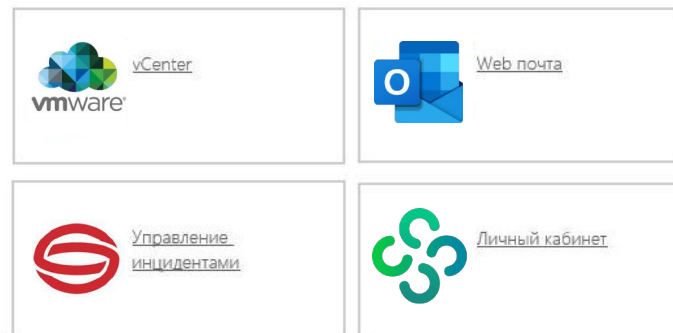 vCenter
vmware®
Web почта
O
Управление
инцидентами
Личный кабинет